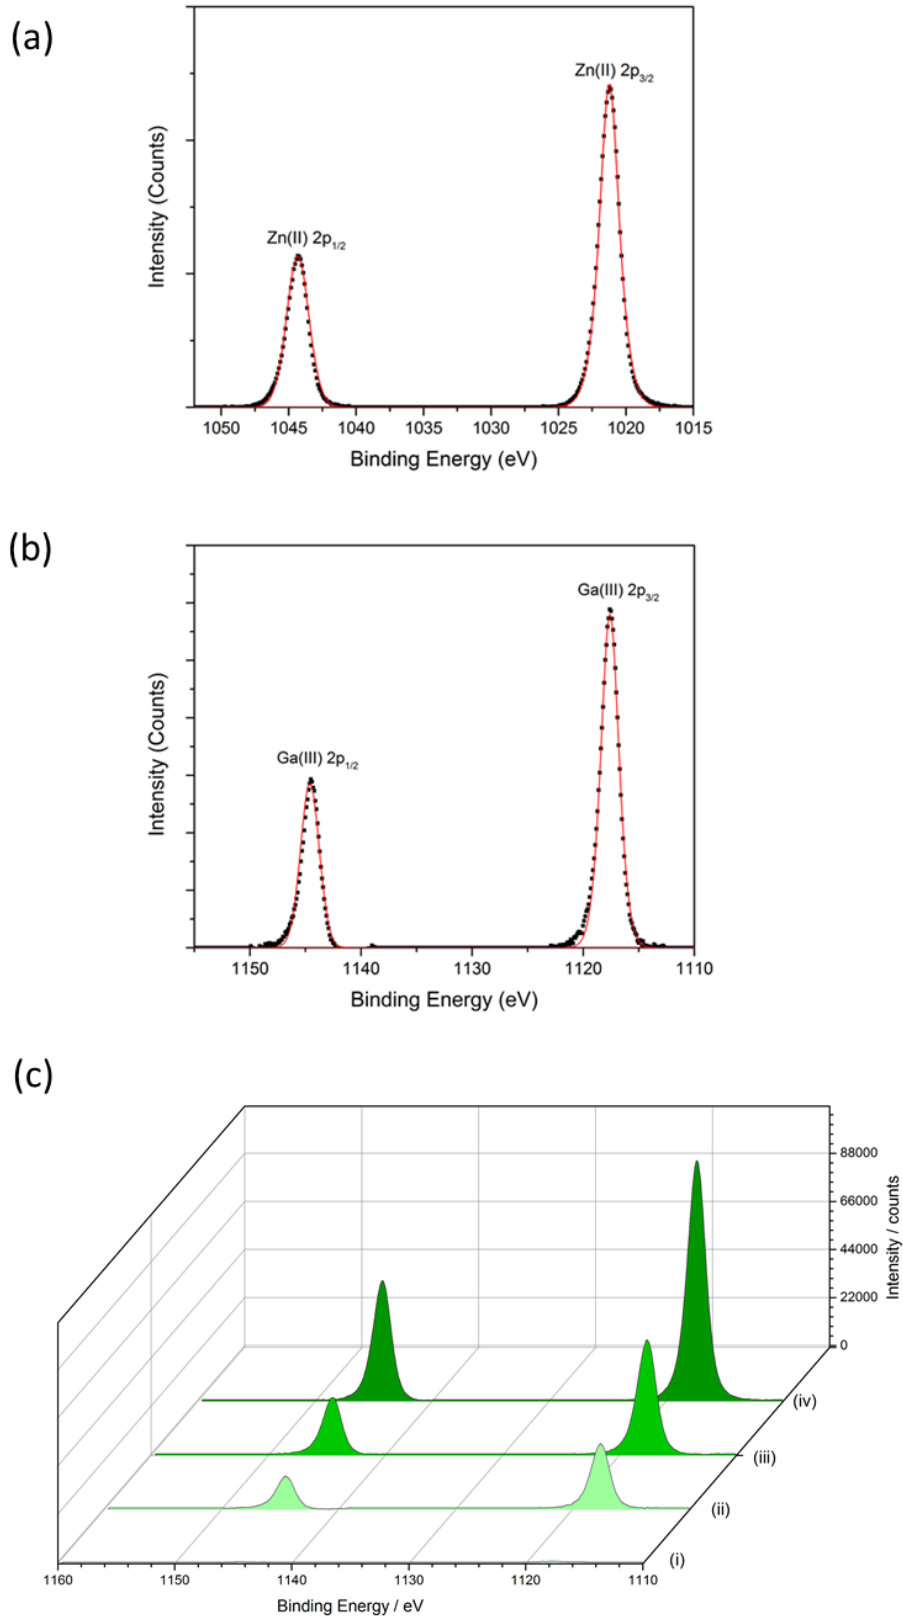 (a)
Zn(II) 2p3/2
Zn(II) 2p1/2
Intensity (Counts)
1050 1045 1040 1035 1030 1025 1020 1015
Binding Energy (eV)
(b)
Ga(III) 2p3/2
Ga(III) 2p1/2
Intensity (Counts)
1150 1140 1130 1120 1110
Binding Energy (eV)
(c)
88000
66000
44000
22000
0
Intensity / counts
(iv)
(iii)
(ii)
(i)
1160 1150 1140 1130 1120 1110
Binding Energy / eV